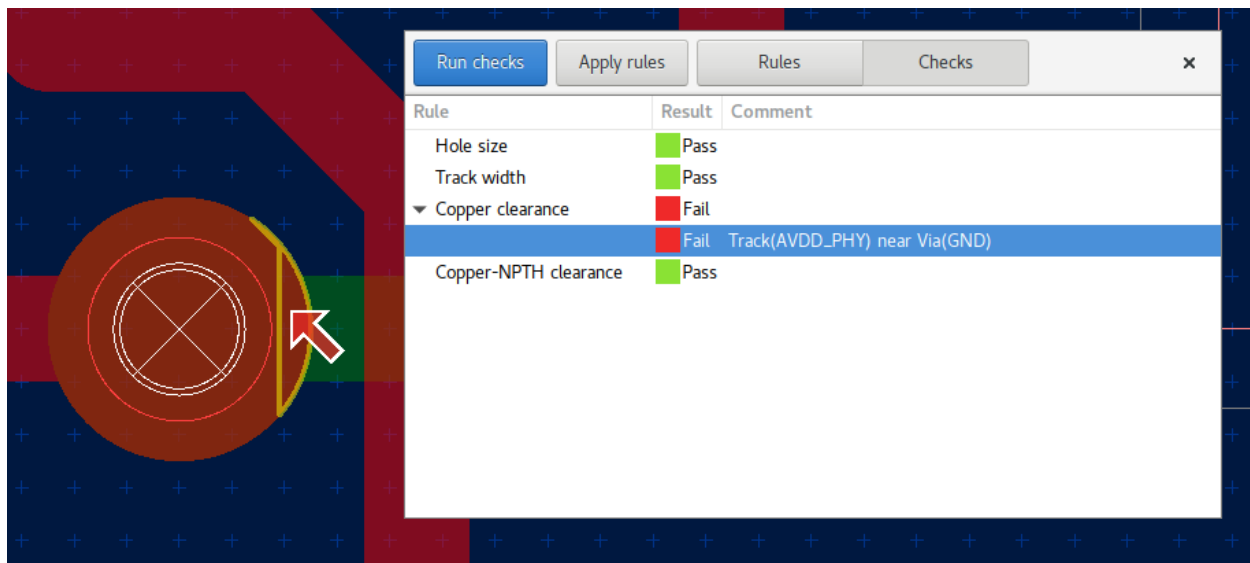 Run checks Apply rules Rules Checks
Rule Result Comment
Hole size Pass
Track width Pass
Copper clearance Fail
Fail Track(AVDD_PHY) near Via(GND)
Copper-NPTH clearance Pass